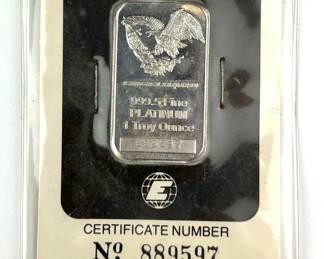 999.5 Fine
PLATINUM
1 Troy Ounce
E
CERTIFICATE NUMBER
Nº 889597